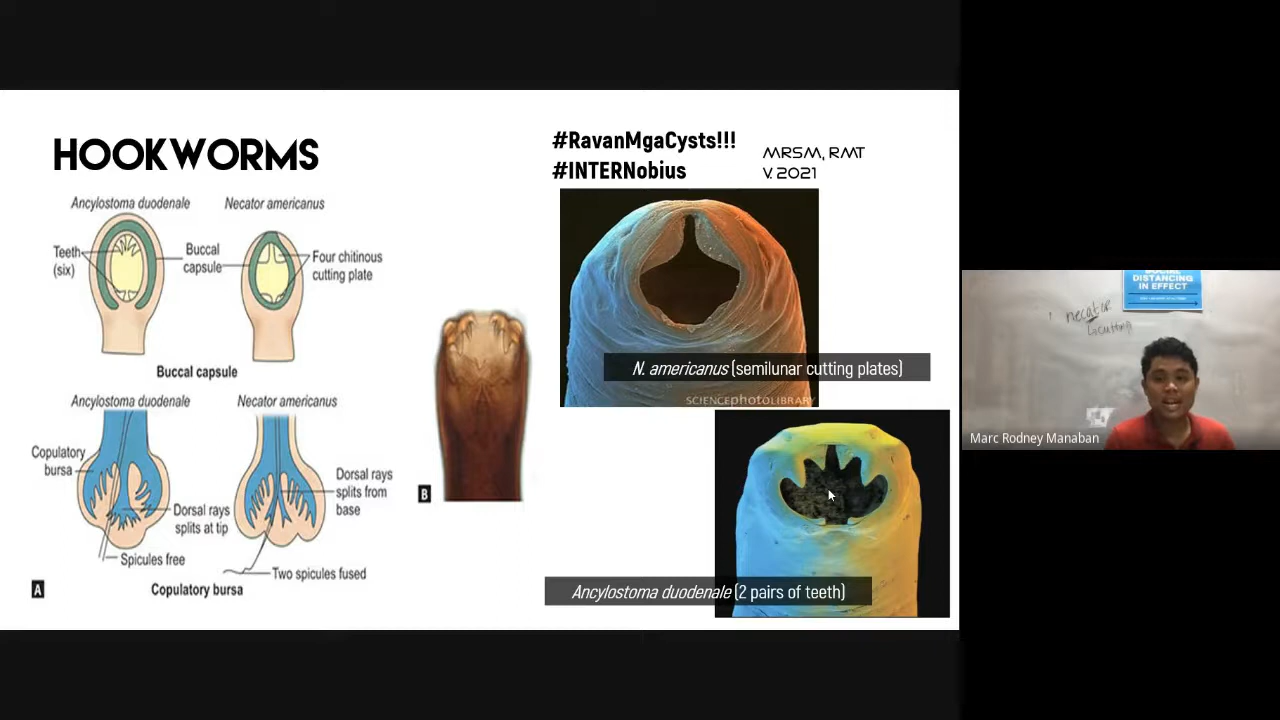 HOOKWORMS
#RavanMgaCysts!!!
#INTERNobius
MRSM, RMT
V. 2021
Ancylostoma duodenale
Necator americanus
Teeth
(six)
Buccal
capsule
Four chitinous
cutting plate
Buccal capsule
Ancylostoma duodenale
Necator americanus
Copulatory
bursa
Dorsal rays
splits at tip
Spicules free
Dorsal rays
splits from
base
Two spicules fused
Copulatory bursa
A
B
N. americanus (semilunar cutting plates)
SCIENCEPHOTOLIBRARY
Ancylostoma duodenale (2 pairs of teeth)
SOCIAL
DISTANCING
IN EFFECT
necator
Marc Rodney Manaban